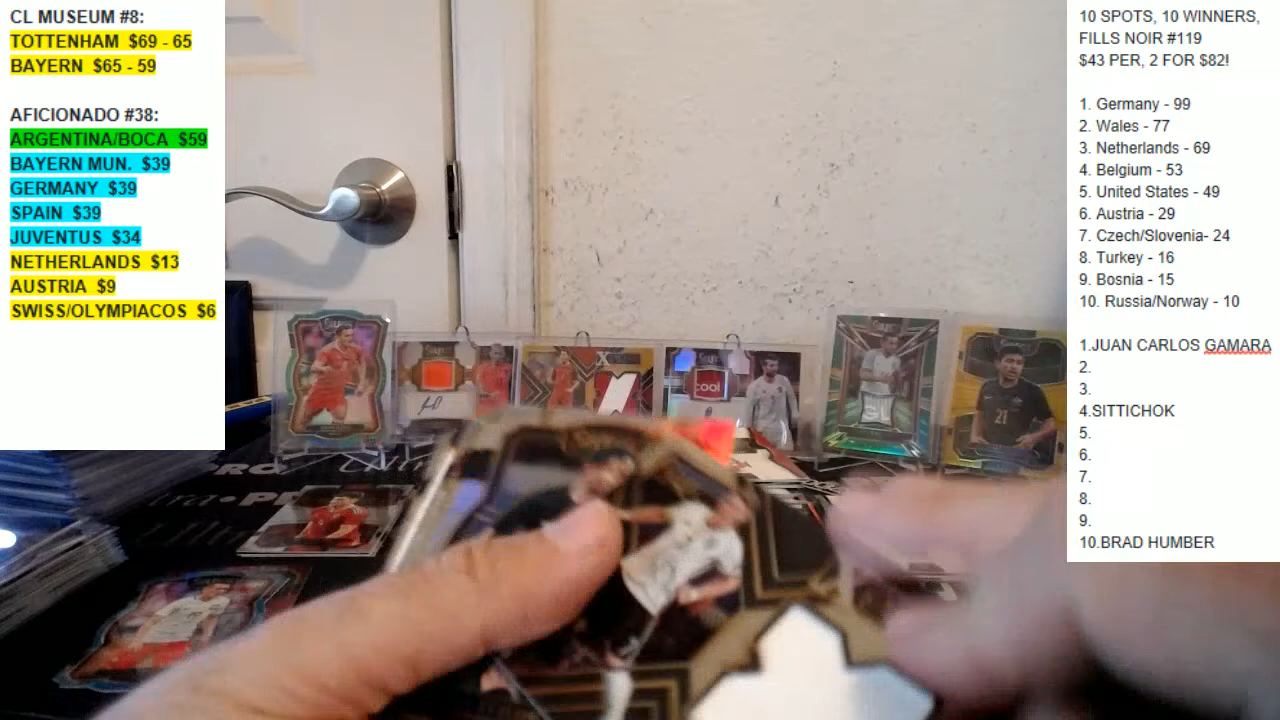 CL MUSEUM #8:
TOTTENHAM $69 - 65
BAYERN $65 - 59
AFICIONADO #38:
ARGENTINA/BOCA $59
BAYERN MUN. $39
GERMANY $39
SPAIN $39
JUVENTUS $34
NETHERLANDS $13
AUSTRIA $9
SWISS/OLYMPIACOS $6
10 SPOTS, 10 WINNERS,
FILLS NOIR #119
$43 PER, 2 FOR $82!
1. Germany - 99
2. Wales - 77
3. Netherlands - 69
4. Belgium - 53
5. United States - 49
6. Austria - 29
7. Czech/Slovenia- 24
8. Turkey - 16
9. Bosnia - 15
10. Russia/Norway - 10
1.JUAN CARLOS GAMARA
2.
3.
4.SITTICHOK
5.
6.
7.
8.
9.
10.BRAD HUMBER
cool
21